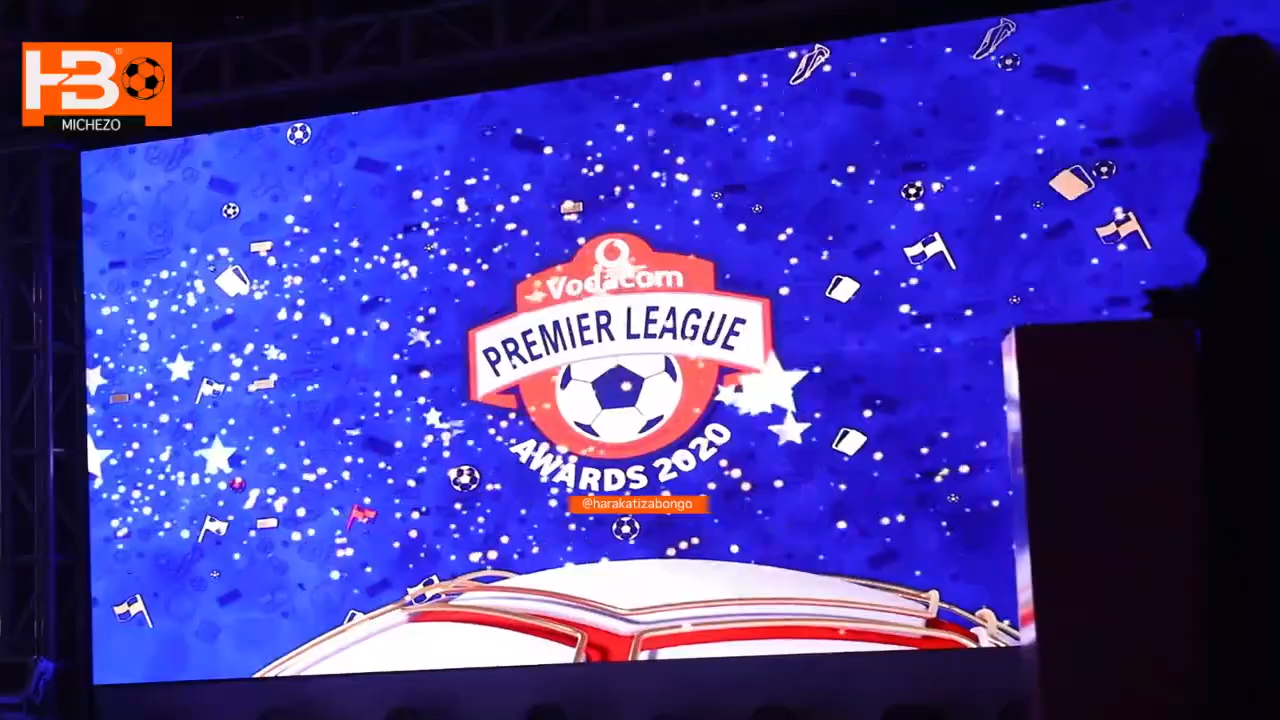 HB®
MICHEZO
Vodacom
PREMIER LEAGUE
AWARDS 2020
@harakatizabongo